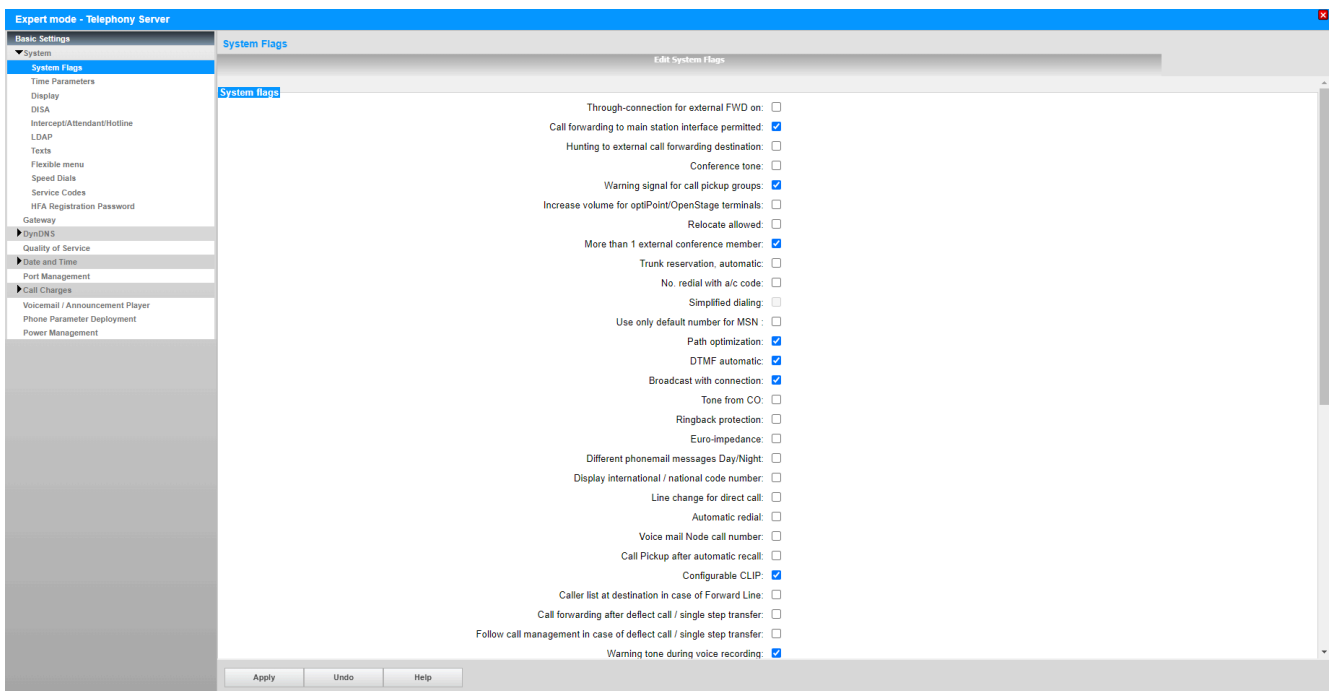 Expert mode - Telephony Server
Basic Settings
System
System Flags
Time Parameters
Display
DISA
Intercept/Attendant/Hotline
LDAP
Texts
Flexible menu
Speed Dials
Service Codes
HFA Registration Password
Gateway
DynDNS
Quality of Service
Date and Time
Port Management
Call Charges
Voicemail / Announcement Player
Phone Parameter Deployment
Power Management
System Flags
Edit System Flags
System flags
Through-connection for external FWD on:
Call forwarding to main station interface permitted:
Hunting to external call forwarding destination:
Conference tone:
Warning signal for call pickup groups:
Increase volume for optiPoint/OpenStage terminals:
Relocate allowed:
More than 1 external conference member:
Trunk reservation, automatic:
No. redial with a/c code:
Simplified dialing:
Use only default number for MSN :
Path optimization:
DTMF automatic:
Broadcast with connection:
Tone from CO:
Ringback protection:
Euro-impedance:
Different phonemail messages Day/Night:
Display international / national code number:
Line change for direct call:
Automatic redial:
Voice mail Node call number:
Call Pickup after automatic recall:
Configurable CLIP:
Caller list at destination in case of Forward Line:
Call forwarding after deflect call / single step transfer:
Follow call management in case of deflect call / single step transfer:
Warning tone during voice recording:
Apply
Undo
Help